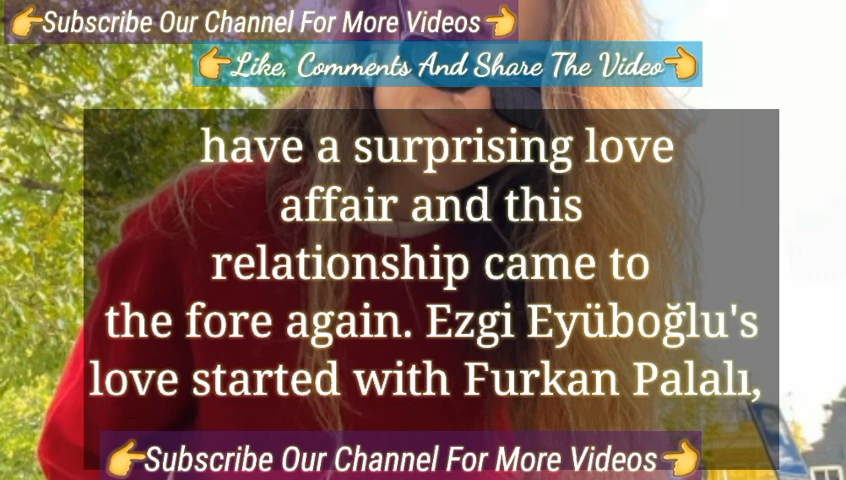 👉Subscribe Our Channel For More Videos👈
👉Like, Comments And Share The Video👈
have a surprising love
affair and this
relationship came to
the fore again. Ezgi Eyüboğlu's
love started with Furkan Palalı,
👉Subscribe Our Channel For More Videos👈